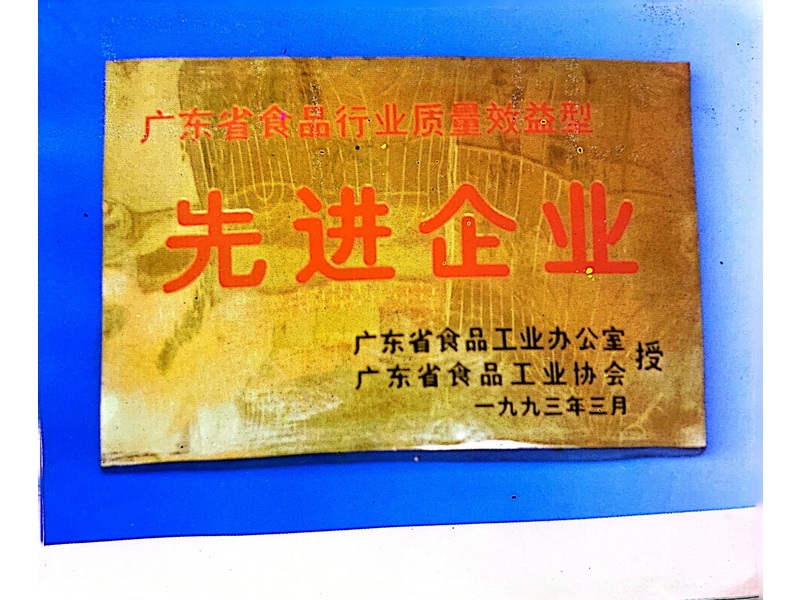 广东省食品行业质量效益型
先进企业
广东省食品工业办公室
广东省食品工业协会
授
一九九三年三月